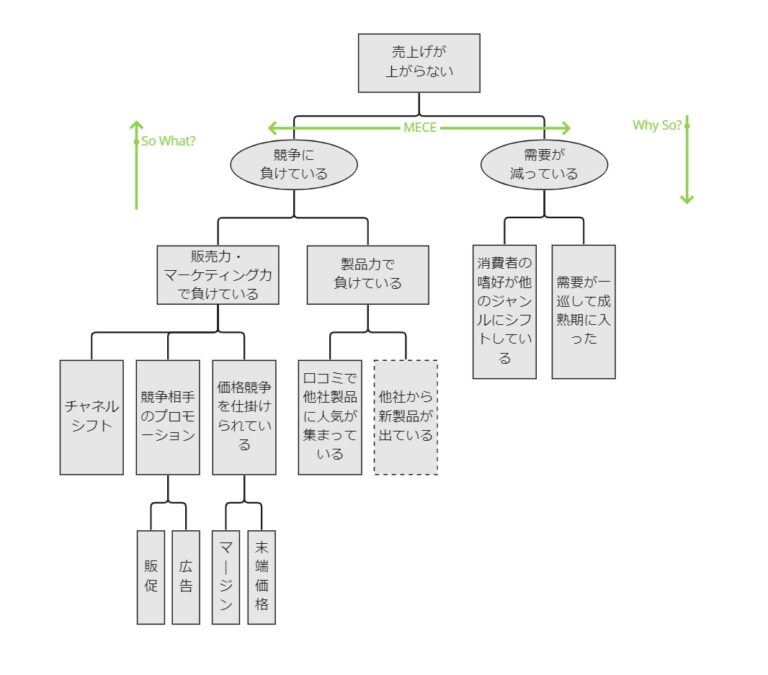 売上げが
上がらない
So What?
MECE
Why So?
競争に
負けている
需要が
減っている
販売力・
マーケティング力
で負けている
製品力で
負けている
消費者の
嗜好が他
のジャン
ルにシフ
トしてい
る
需要が一
巡して成
熟期に入
った
チャネル
シフト
競争相手
のプロモ
ーション
価格競争
を仕掛け
られてい
る
口コミで
他社製品
に人気が
集まって
いる
他社から
新製品が
出ている
販促
広告
マージン
末端価格